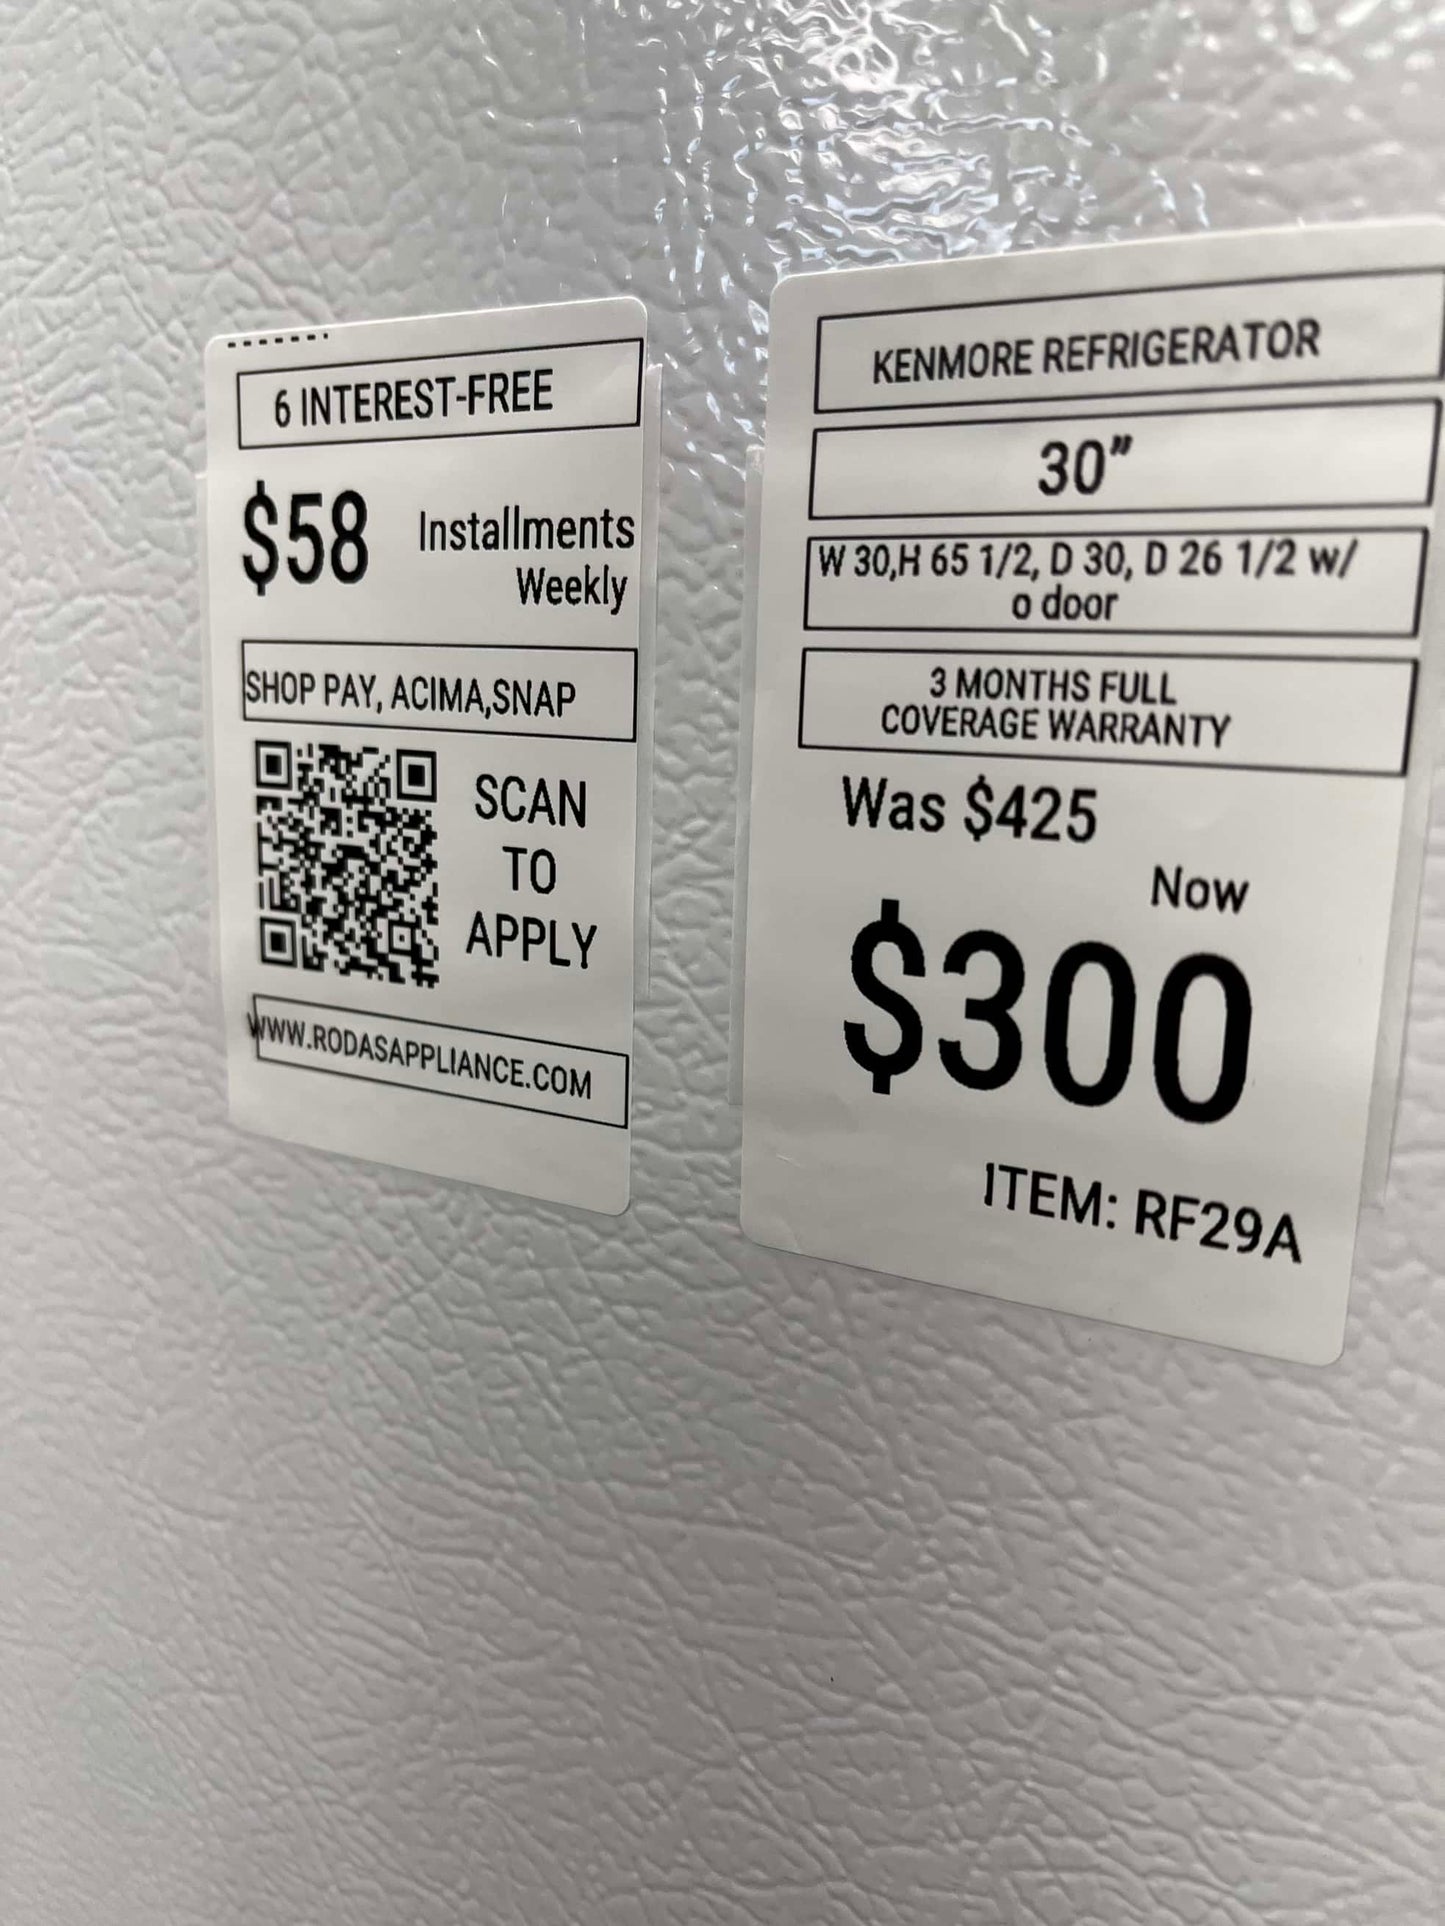 6 INTEREST-FREE
$58 Installments
Weekly
SHOP PAY, ACIMA,SNAP
SCAN
TO
APPLY
WWW.RODASAPPLIANCE.COM
KENMORE REFRIGERATOR
30”
W 30,H 65 1/2, D 30, D 26 1/2 w/
o door
3 MONTHS FULL
COVERAGE WARRANTY
Was $425
Now
$300
ITEM: RF29A